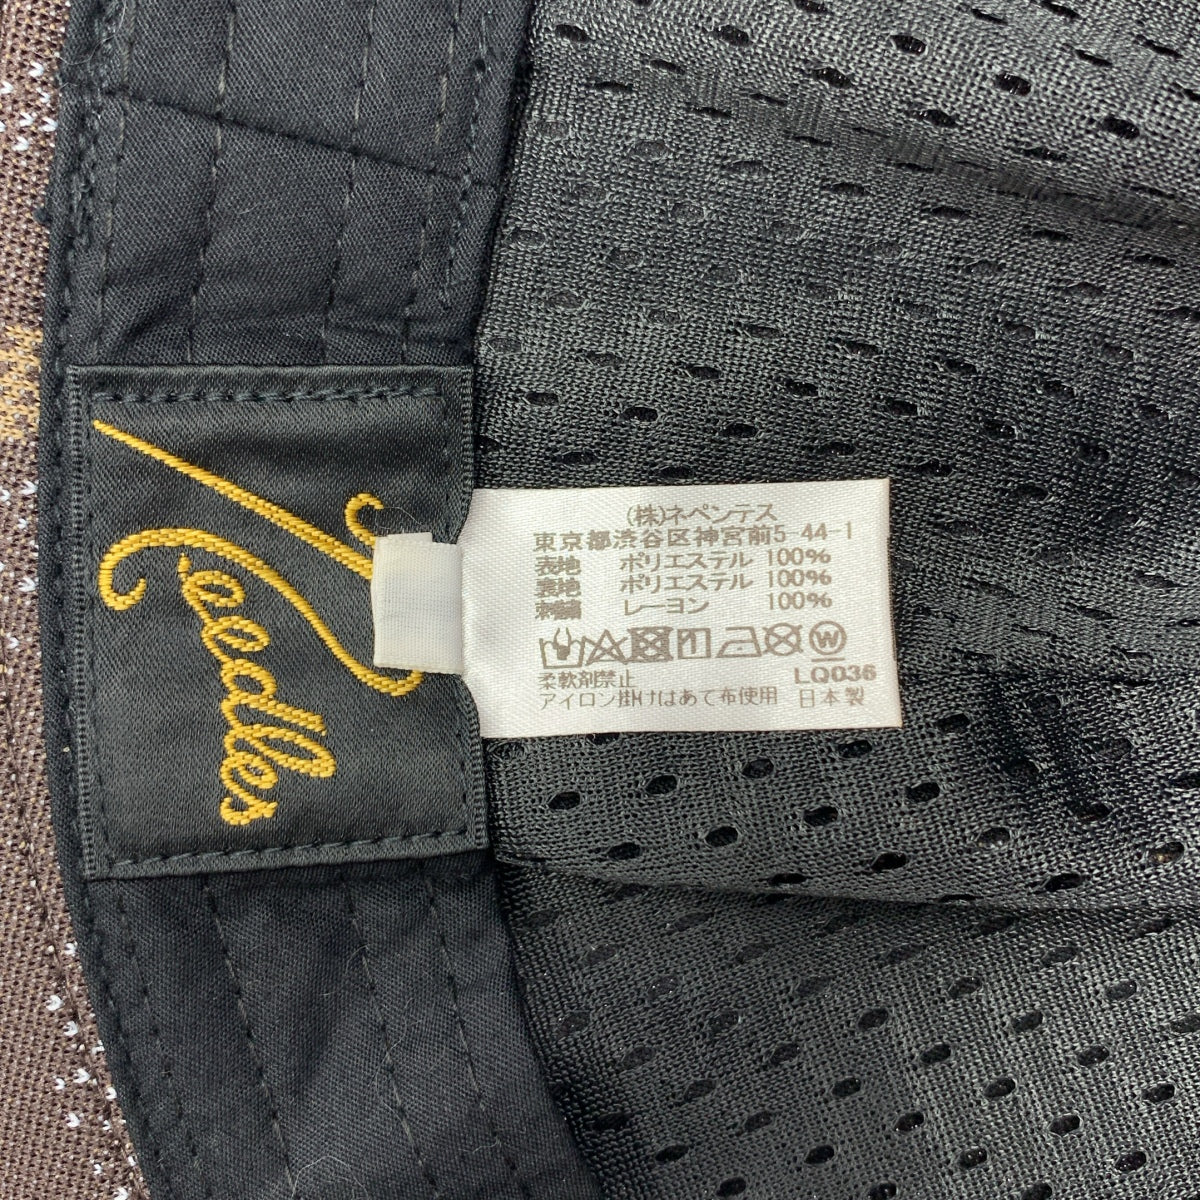 Needles
(株)ネペンテス
東京都渋谷区神宮前5-44-1
表地 ポリエステル 100%
裏地 ポリエステル 100%
刺繍 レーヨン 100%
W
柔軟剤禁止 LQ036
アイロン掛けはあて布使用 日本製